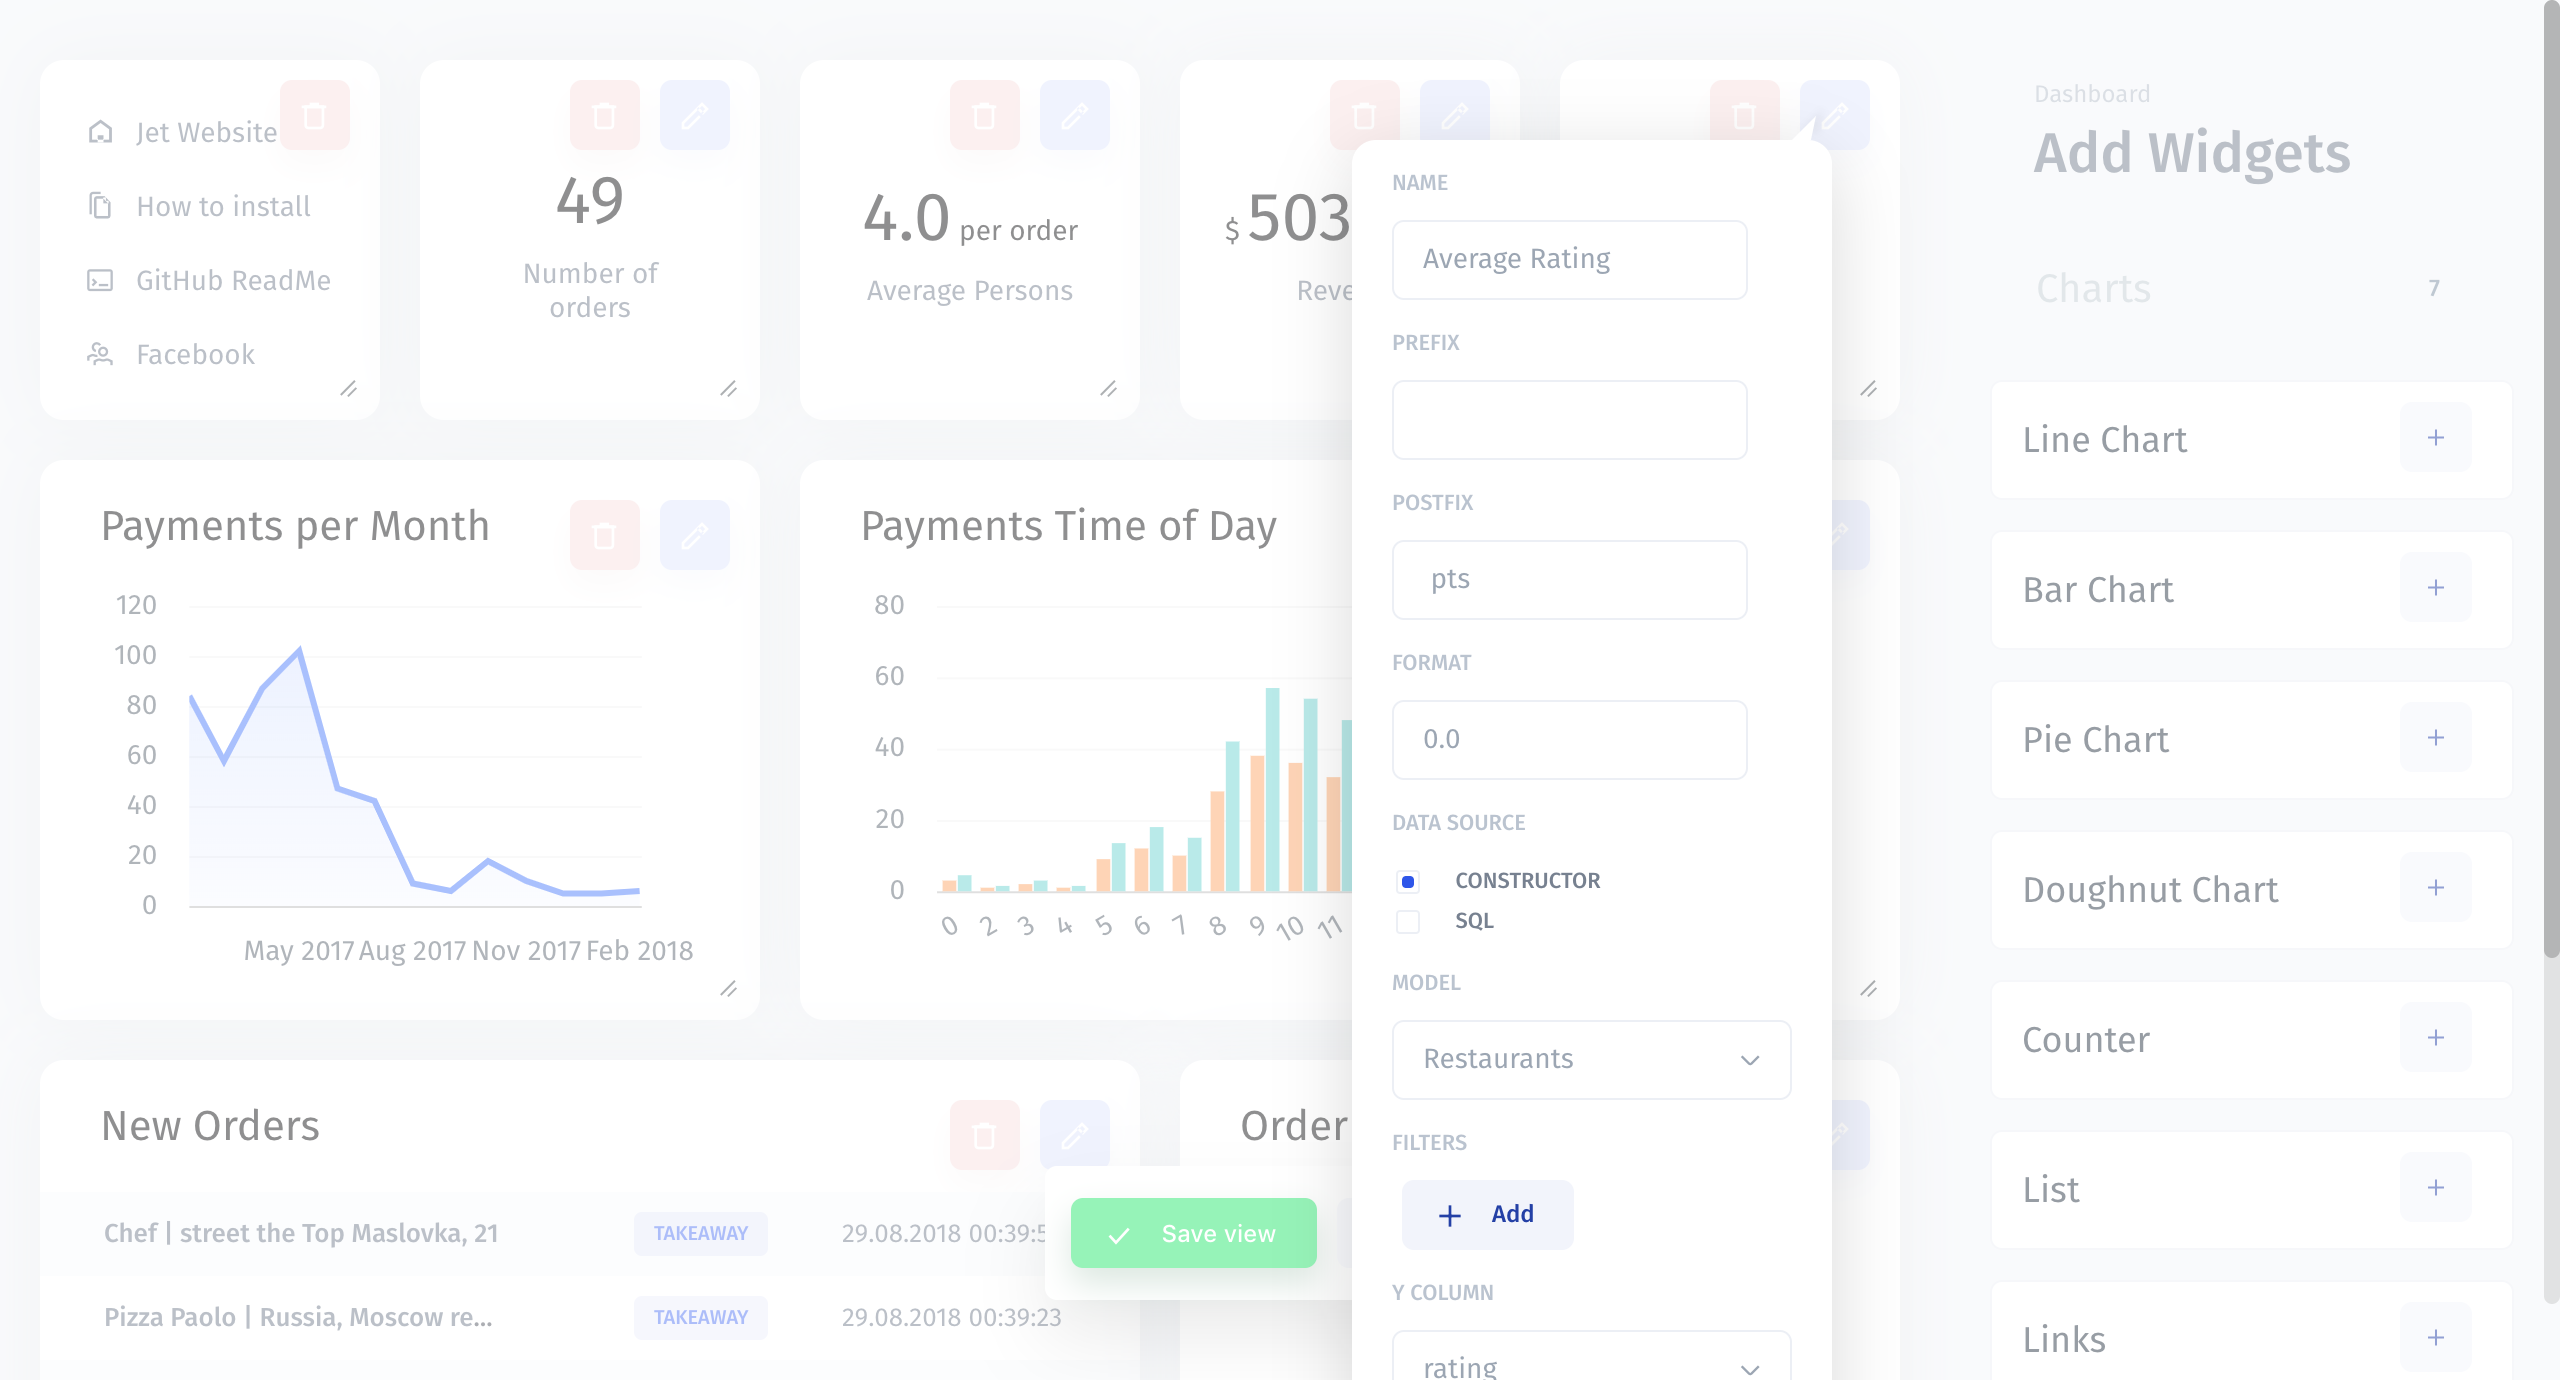 Jet Website
How to install
GitHub ReadMe
Facebook
49
Number of
orders
4.0 per order
Average Persons
$ 503
Reve
Payments per Month
120
100
80
60
40
20
0
May 2017 Aug 2017 Nov 2017 Feb 2018
Payments Time of Day
80
60
40
20
0
0 2 3 4 5 6 7 8 9 10 11
New Orders
Chef | street the Top Maslovka, 21 TAKEAWAY 29.08.2018 00:39:5
Pizza Paolo | Russia, Moscow re... TAKEAWAY 29.08.2018 00:39:23
Order
Save view
NAME
Average Rating
PREFIX
POSTFIX
pts
FORMAT
0.0
DATA SOURCE
CONSTRUCTOR
SQL
MODEL
Restaurants
FILTERS
+ Add
Y COLUMN
rating
Dashboard
Add Widgets
Charts 7
Line Chart +
Bar Chart +
Pie Chart +
Doughnut Chart +
Counter +
List +
Links +